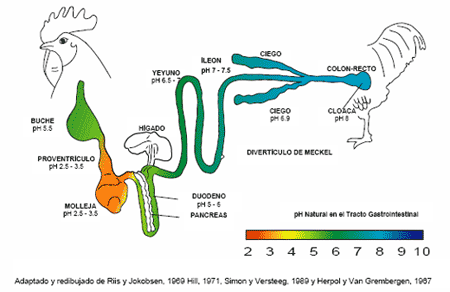 CIEGO
ÍLEON
pH 7 - 7.5
COLON-RECTO
YEYUNO
pH 6.5 - 7
CIEGO
pH 6.9
CLOACA
pH 8
BUCHE
pH 5.5
HÍGADO
DIVERTÍCULO DE MECKEL
PROVENTRÍCULO
pH 2.5 - 3.5
DUODENO
pH 5 - 6
PANCREAS
MOLLEJA
pH 2.5 - 3.5
pH Natural en el Tracto Gastrointestinal
2 3 4 5 6 7 8 9 10
Adaptado y redibujado de Riis y Jokobsen, 1969 Hill, 1971, Simon y Versteeg, 1989 y Herpol y Van Grembergen, 1967